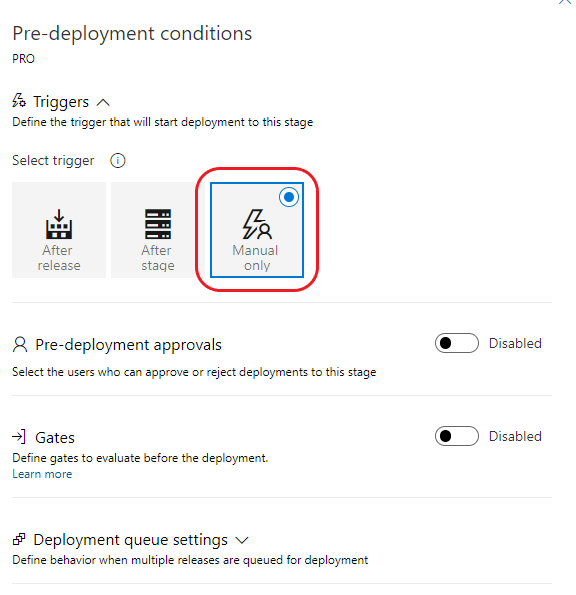 Pre-deployment conditions
PRO
Triggers
Define the trigger that will start deployment to this stage
Select trigger
After
release
After
stage
Manual
only
Pre-deployment approvals
Disabled
Select the users who can approve or reject deployments to this stage
Gates
Disabled
Define gates to evaluate before the deployment.
Learn more
Deployment queue settings
Define behavior when multiple releases are queued for deployment